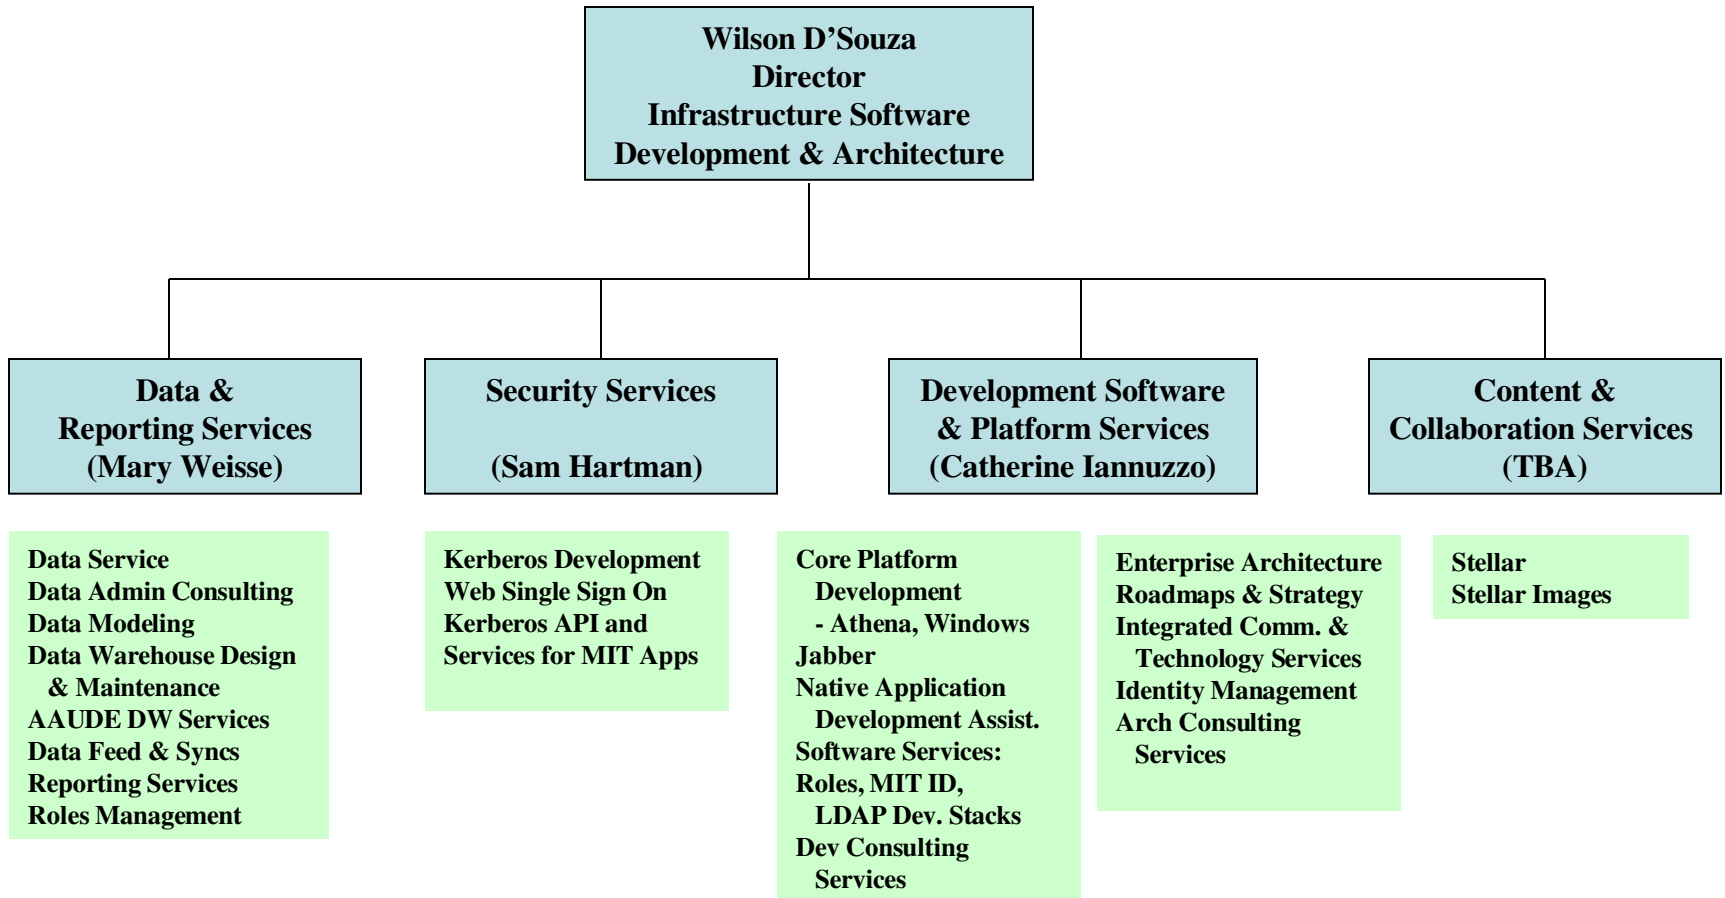 Wilson D’Souza
Director
Infrastructure Software
Development & Architecture
Data &
Reporting Services
(Mary Weisse)
Security Services
(Sam Hartman)
Development Software
& Platform Services
(Catherine Iannuzzo)
Content &
Collaboration Services
(TBA)
Data Service
Data Admin Consulting
Data Modeling
Data Warehouse Design
& Maintenance
AAUDE DW Services
Data Feed & Syncs
Reporting Services
Roles Management
Kerberos Development
Web Single Sign On
Kerberos API and
Services for MIT Apps
Core Platform
Development
- Athena, Windows
Jabber
Native Application
Development Assist.
Software Services:
Roles, MIT ID,
LDAP Dev. Stacks
Dev Consulting
Services
Enterprise Architecture
Roadmaps & Strategy
Integrated Comm. &
Technology Services
Identity Management
Arch Consulting
Services
Stellar
Stellar Images